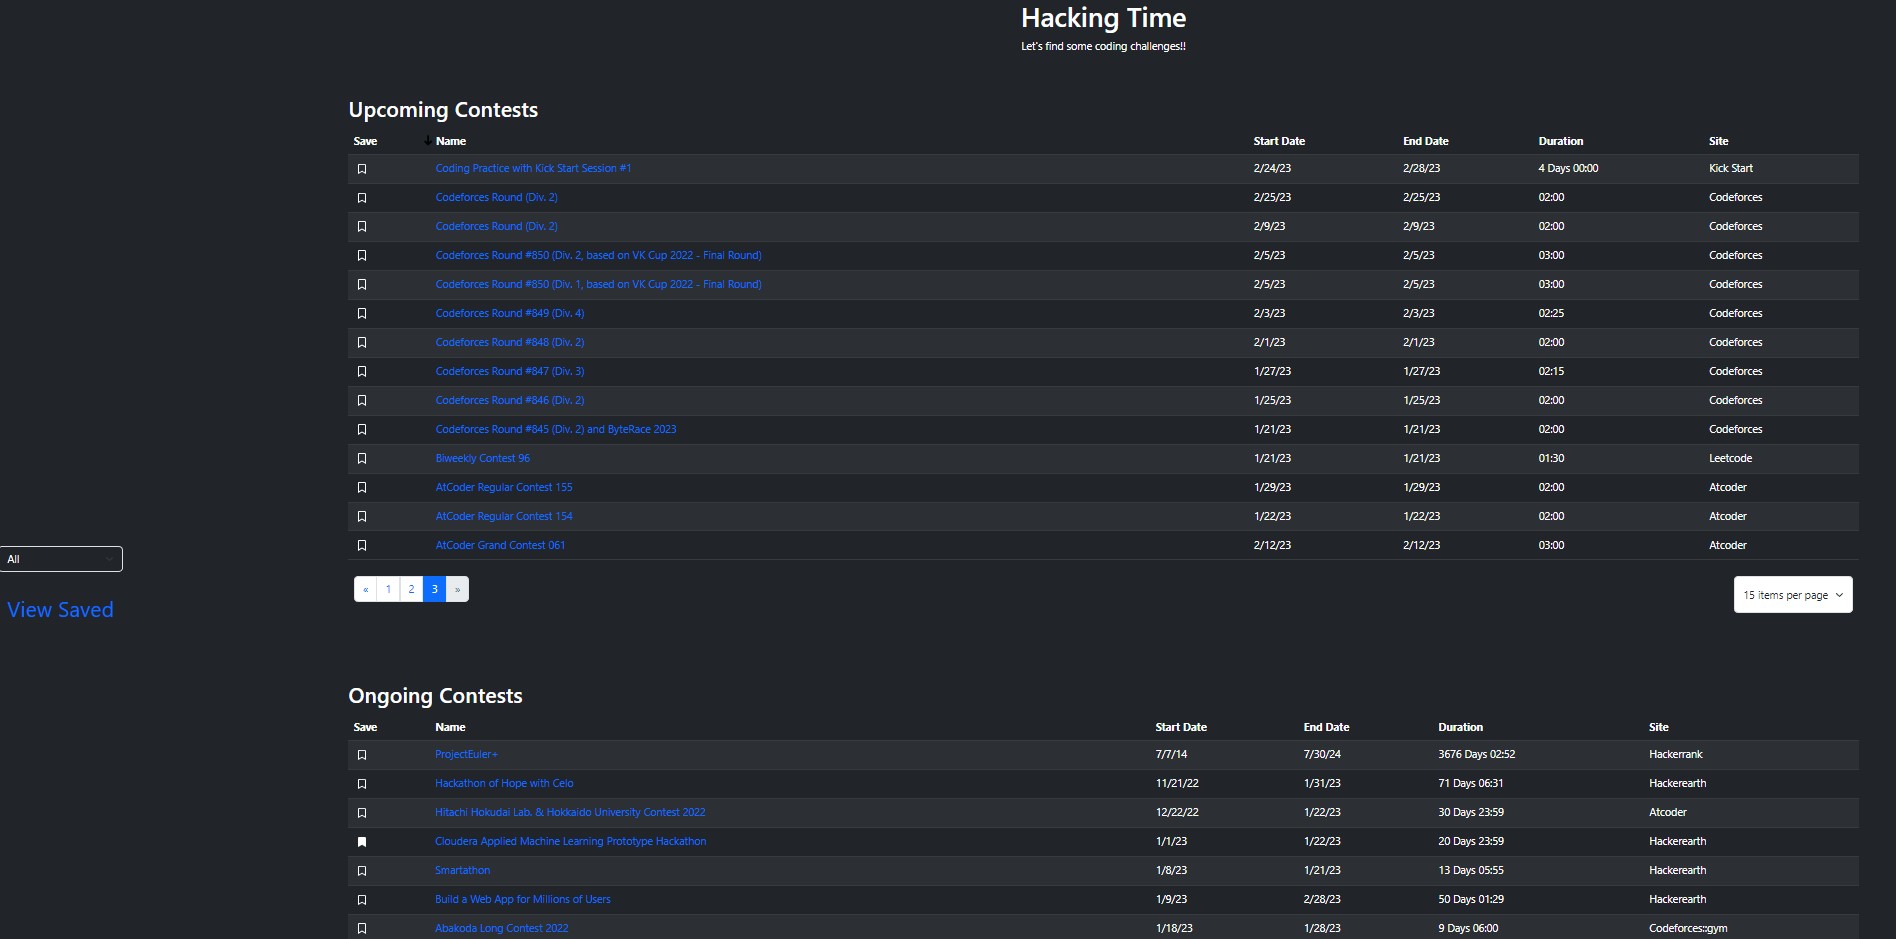 Hacking Time
Let's find some coding challenges!!
Upcoming Contests
Save Name Start Date End Date Duration Site
Coding Practice with Kick Start Session #1 2/24/23 2/28/23 4 Days 00:00 Kick Start
Codeforces Round (Div. 2) 2/25/23 2/25/23 02:00 Codeforces
Codeforces Round (Div. 2) 2/9/23 2/9/23 02:00 Codeforces
Codeforces Round #850 (Div. 2, based on VK Cup 2022 - Final Round) 2/5/23 2/5/23 03:00 Codeforces
Codeforces Round #850 (Div. 1, based on VK Cup 2022 - Final Round) 2/5/23 2/5/23 03:00 Codeforces
Codeforces Round #849 (Div. 4) 2/3/23 2/3/23 02:25 Codeforces
Codeforces Round #848 (Div. 2) 2/1/23 2/1/23 02:00 Codeforces
Codeforces Round #847 (Div. 3) 1/27/23 1/27/23 02:15 Codeforces
Codeforces Round #846 (Div. 2) 1/25/23 1/25/23 02:00 Codeforces
Codeforces Round #845 (Div. 2) and ByteRace 2023 1/21/23 1/21/23 02:00 Codeforces
Biweekly Contest 96 1/21/23 1/21/23 01:30 Leetcode
AtCoder Regular Contest 155 1/29/23 1/29/23 02:00 Atcoder
AtCoder Regular Contest 154 1/22/23 1/22/23 02:00 Atcoder
AtCoder Grand Contest 061 2/12/23 2/12/23 03:00 Atcoder
All
« 1 2 3 » 15 items per page
View Saved
Ongoing Contests
Save Name Start Date End Date Duration Site
ProjectEuler+ 7/7/14 7/30/24 3676 Days 02:52 Hackerrank
Hackathon of Hope with Celo 11/21/22 1/31/23 71 Days 06:31 Hackerearth
Hitachi Hokudai Lab. & Hokkaido University Contest 2022 12/22/22 1/22/23 30 Days 23:59 Atcoder
Cloudera Applied Machine Learning Prototype Hackathon 1/1/23 1/22/23 20 Days 23:59 Hackerearth
Smartathon 1/8/23 1/21/23 13 Days 05:55 Hackerearth
Build a Web App for Millions of Users 1/9/23 2/28/23 50 Days 01:29 Hackerearth
Abakoda Long Contest 2022 1/18/23 1/28/23 9 Days 06:00 Codeforces::gym